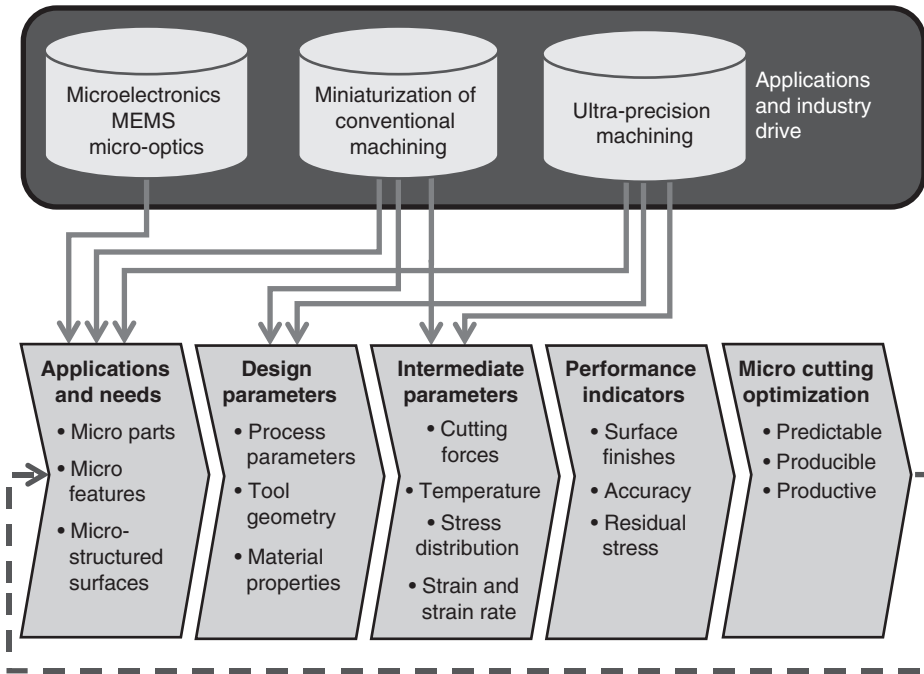 Microelectronics
MEMS
micro-optics
Miniaturization of
conventional
machining
Ultra-precision
machining
Applications
and industry
drive
Applications
and needs
• Micro parts
• Micro
features
• Micro-
structured
surfaces
Design
parameters
• Process
parameters
• Tool
geometry
• Material
properties
Intermediate
parameters
• Cutting
forces
• Temperature
• Stress
distribution
• Strain and
strain rate
Performance
indicators
• Surface
finishes
• Accuracy
• Residual
stress
Micro cutting
optimization
• Predictable
• Producible
• Productive